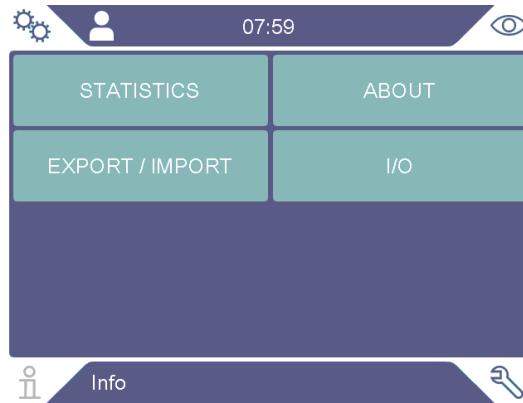 07:59
STATISTICS
ABOUT
EXPORT / IMPORT
I/O
Info